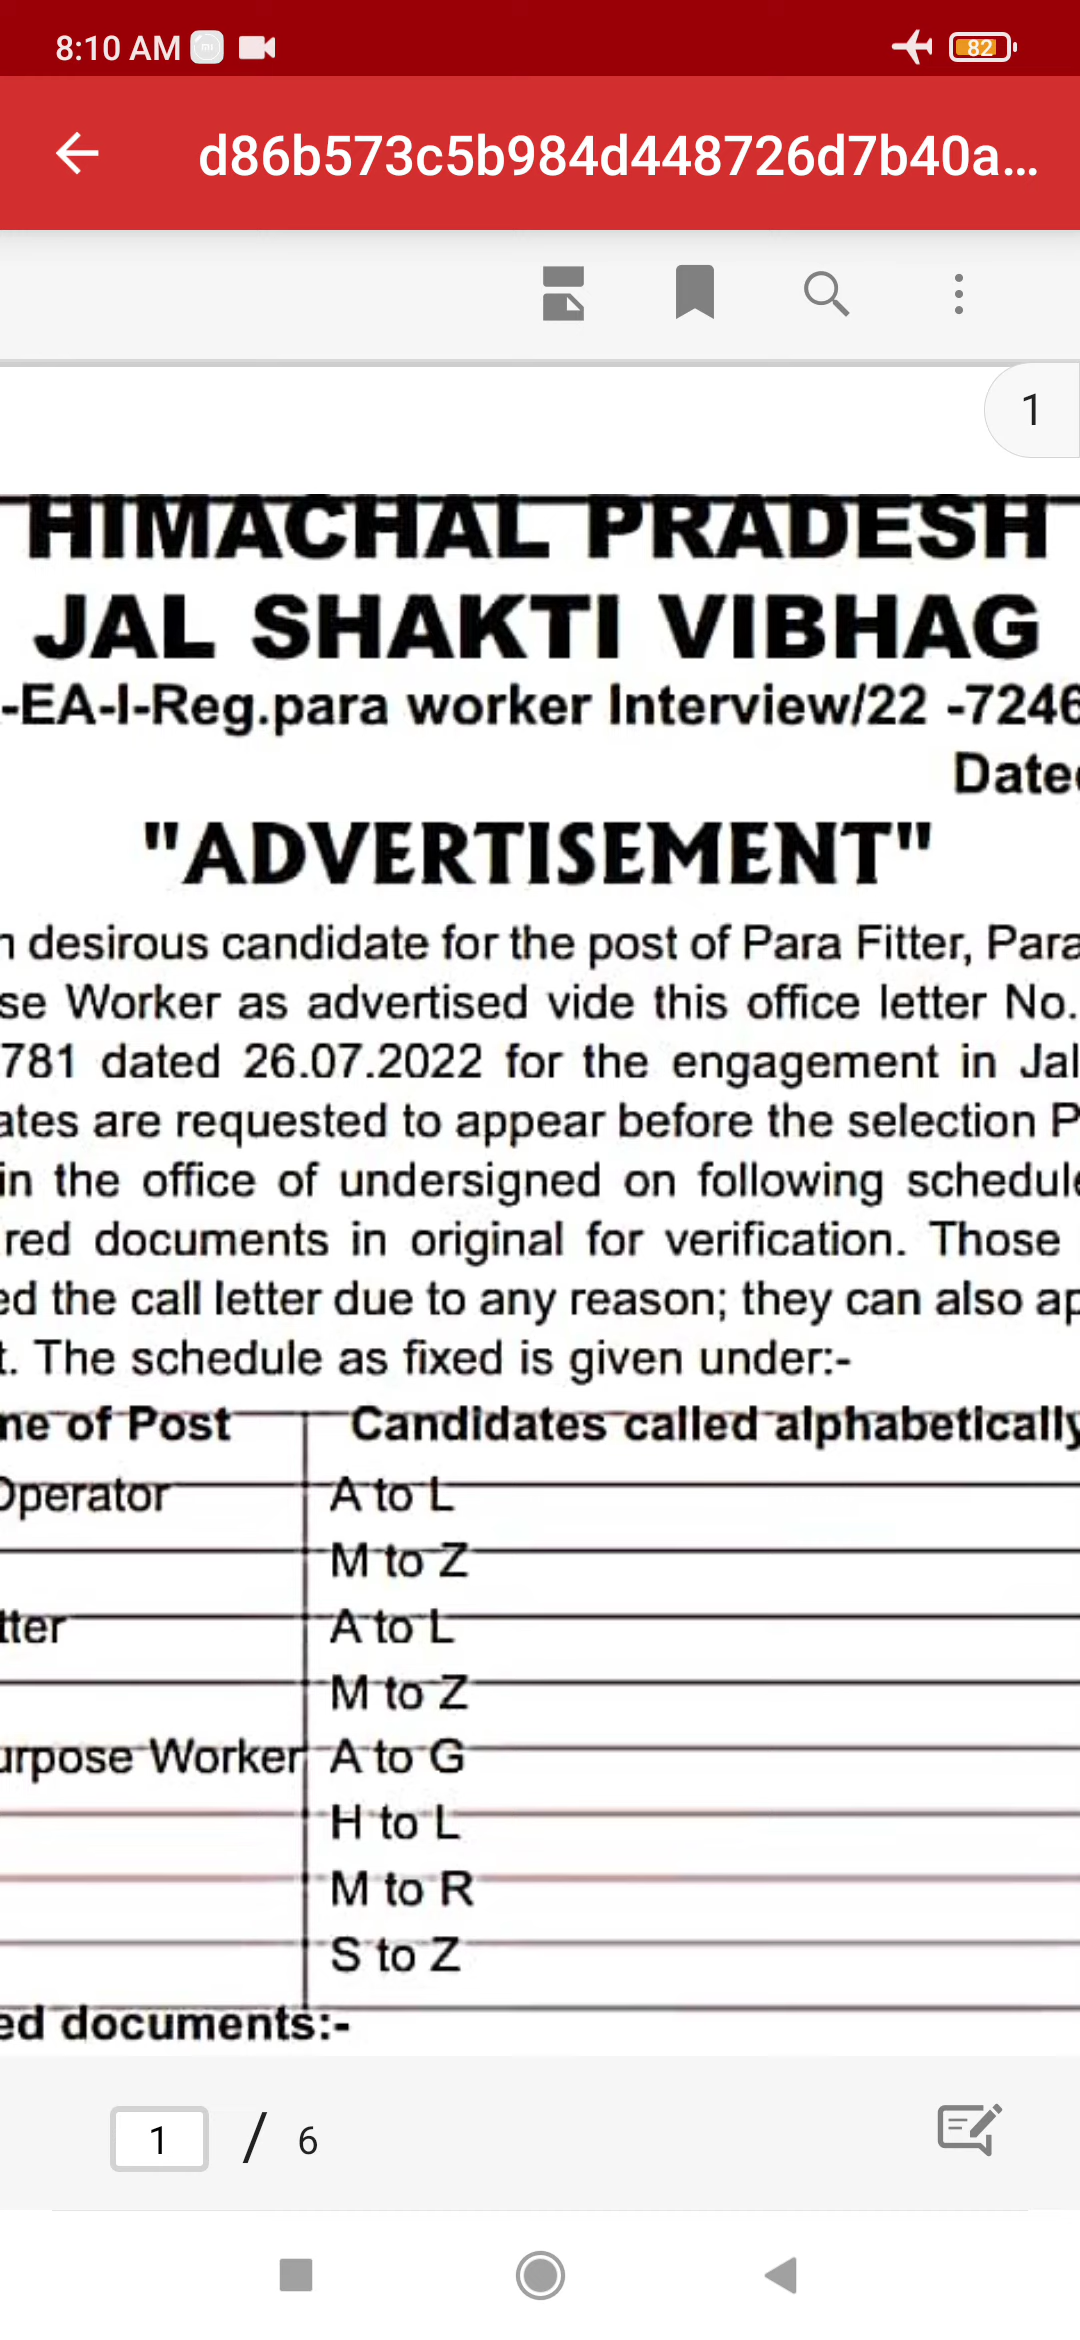 8:10 AM
82
d86b573c5b984d448726d7b40a...
1
HIMACHAL PRADESH
JAL SHAKTI VIBHAG
-EA-I-Reg.para worker Interview/22 -7246
Date
"ADVERTISEMENT"
desirous candidate for the post of Para Fitter, Para
se Worker as advertised vide this office letter No.
781 dated 26.07.2022 for the engagement in Jal
ates are requested to appear before the selection P
in the office of undersigned on following schedule
red documents in original for verification. Those
ed the call letter due to any reason; they can also ap
t. The schedule as fixed is given under:-
me of Post Candidates called alphabetically
Operator A to L
M to Z
tter A to L
M to Z
urpose Worker A to G
H to L
M to R
S to Z
ed documents:-
1 / 6